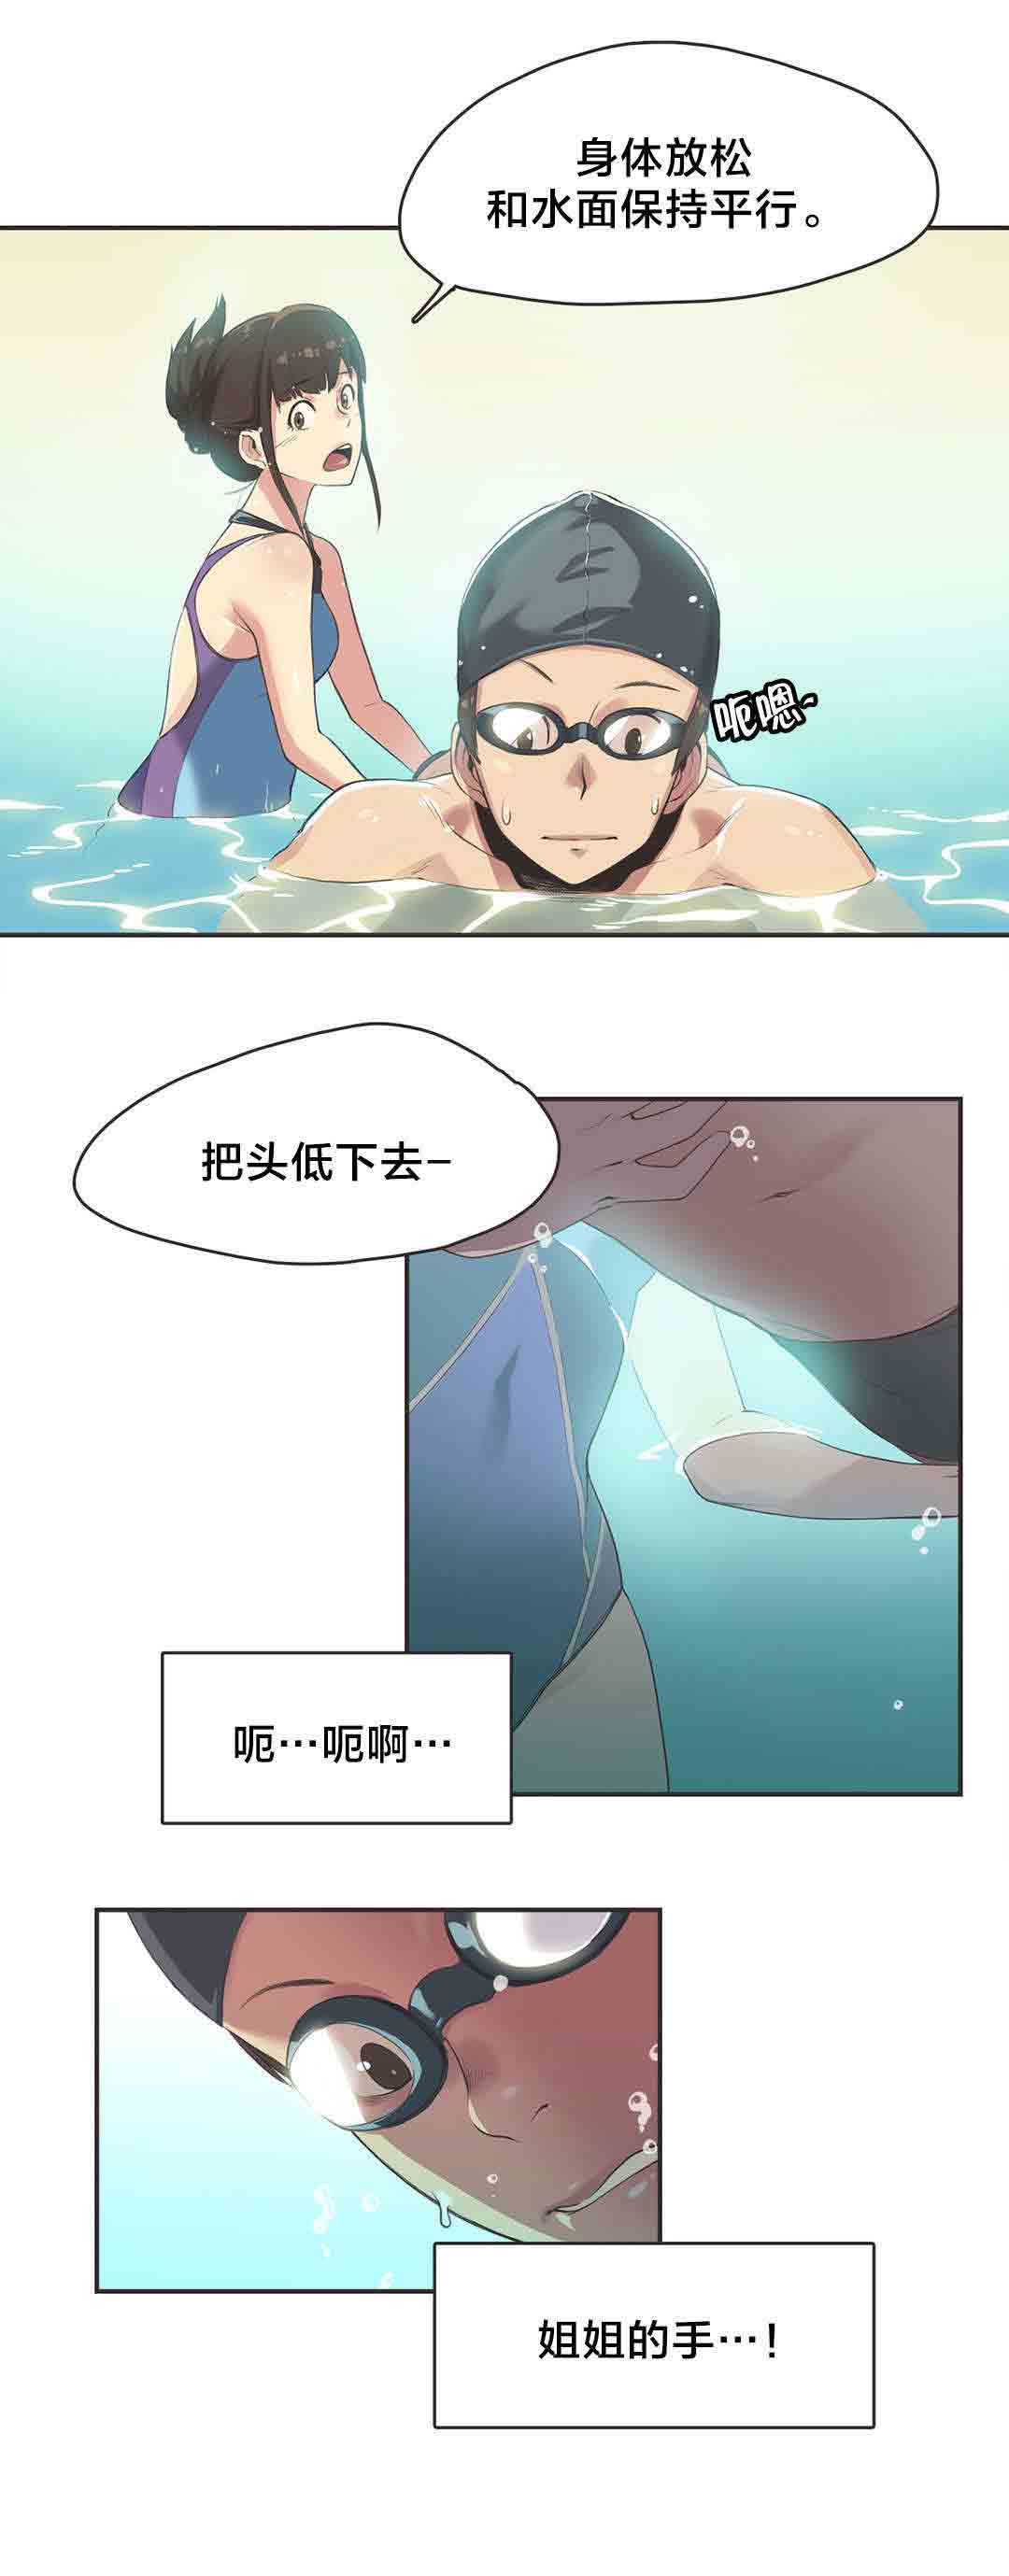 身体放松
和水面保持平行。
呃嗯~
把头低下去-
呃…呃啊…
姐姐的手…！